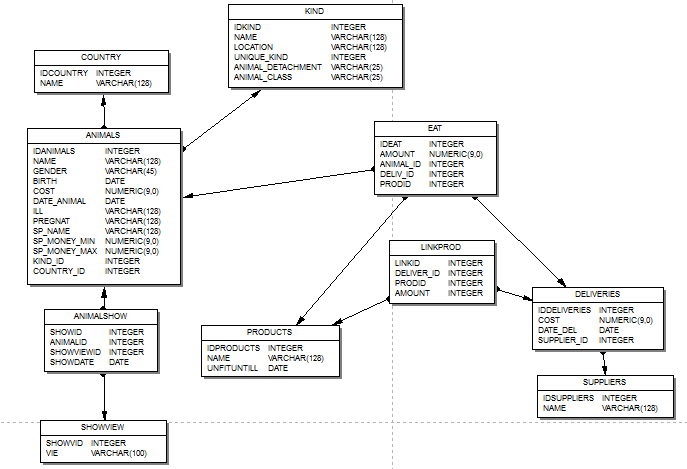 KIND
IDKIND INTEGER
NAME VARCHAR(128)
LOCATION VARCHAR(128)
UNIQUE_KIND INTEGER
ANIMAL_DETACHMENT VARCHAR(25)
ANIMAL_CLASS VARCHAR(25)
COUNTRY
IDCOUNTRY INTEGER
NAME VARCHAR(128)
ANIMALS
IDANIMALS INTEGER
NAME VARCHAR(128)
GENDER VARCHAR(45)
BIRTH DATE
COST NUMERIC(9,0)
DATE_ANIMAL DATE
ILL VARCHAR(128)
PREGNAT VARCHAR(128)
SP_NAME VARCHAR(128)
SP_MONEY_MIN NUMERIC(9,0)
SP_MONEY_MAX NUMERIC(9,0)
KIND_ID INTEGER
COUNTRY_ID INTEGER
EAT
IDEAT INTEGER
AMOUNT NUMERIC(9,0)
ANIMAL_ID INTEGER
DELIV_ID INTEGER
PRODID INTEGER
LINKPROD
LINKID INTEGER
DELIVER_ID INTEGER
PRODID INTEGER
AMOUNT INTEGER
DELIVERIES
IDDELIVERIES INTEGER
COST NUMERIC(9,0)
DATE_DEL DATE
SUPPLIER_ID INTEGER
ANIMALSHOW
SHOWID INTEGER
ANIMALID INTEGER
SHOWVIEWID INTEGER
SHOWDATE DATE
PRODUCTS
IDPRODUCTS INTEGER
NAME VARCHAR(128)
UNFITUNTILL DATE
SUPPLIERS
IDSUPPLIERS INTEGER
NAME VARCHAR(128)
SHOWVIEW
SHOWVID INTEGER
VIE VARCHAR(100)